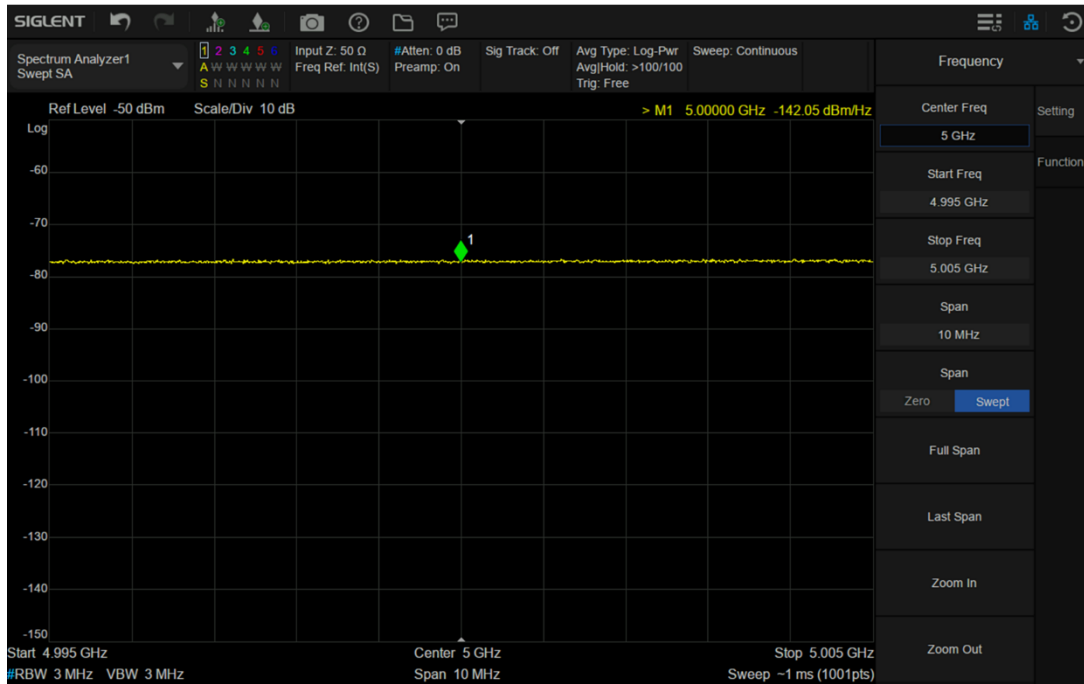 SIGLENT
Spectrum Analyzer1
Swept SA
1 2 3 4 5 6
A W W W W W
S N N N N N
Input Z: 50 Ω
Freq Ref: Int(S)
#Atten: 0 dB
Preamp: On
Sig Track: Off
Avg Type: Log-Pwr
Avg|Hold: >100/100
Trig: Free
Sweep: Continuous
Ref Level -50 dBm Scale/Div 10 dB
> M1 5.00000 GHz -142.05 dBm/Hz
Log
-60
-70
1
-80
-90
-100
-110
-120
-130
-140
-150
Start 4.995 GHz Center 5 GHz Stop 5.005 GHz
#RBW 3 MHz VBW 3 MHz Span 10 MHz Sweep ~1 ms (1001pts)
Frequency
Center Freq
5 GHz
Start Freq
4.995 GHz
Stop Freq
5.005 GHz
Span
10 MHz
Span
Zero Swept
Full Span
Last Span
Zoom In
Zoom Out
Setting
Function